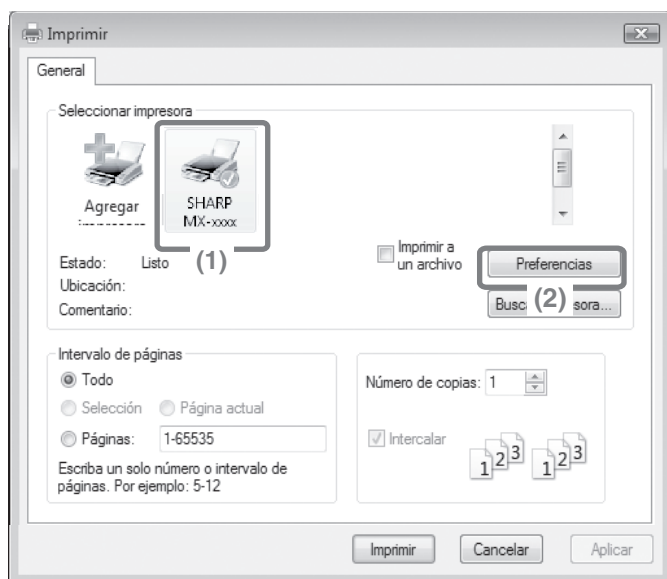 Imprimir
General
Seleccionar impresora
Agregar
SHARP
MX-xxxx
(1)
Estado: Listo
Ubicación:
Comentario:
Imprimir a
un archivo
Preferencias
(2)
Intervalo de páginas
Todo
Selección Página actual
Páginas: 1-65535
Escriba un solo número o intervalo de
páginas. Por ejemplo: 5-12
Número de copias: 1
Intercalar
1 2 3 1 2 3
Imprimir Cancelar Aplicar